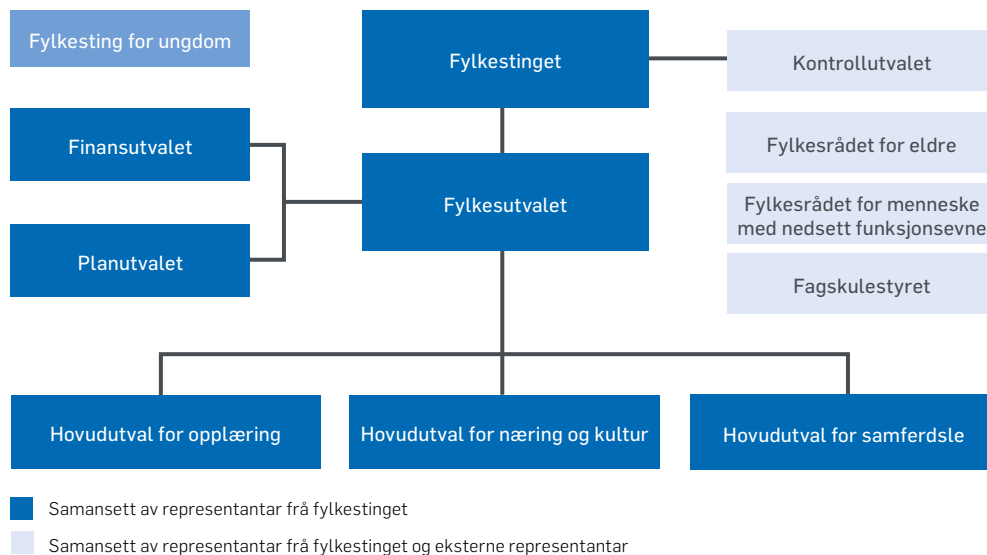 Fylkesting for ungdom
Fylkestinget
Kontrollutvalet
Finansutvalet
Fylkesrådet for eldre
Fylkesutvalet
Fylkesrådet for menneske
med nedsett funksjonsevne
Planutvalet
Fagskulestyret
Hovudutval for opplæring
Hovudutval for næring og kultur
Hovudutval for samferdsle
Samansett av representantar frå fylkestinget
Samansett av representantar frå fylkestinget og eksterne representantar